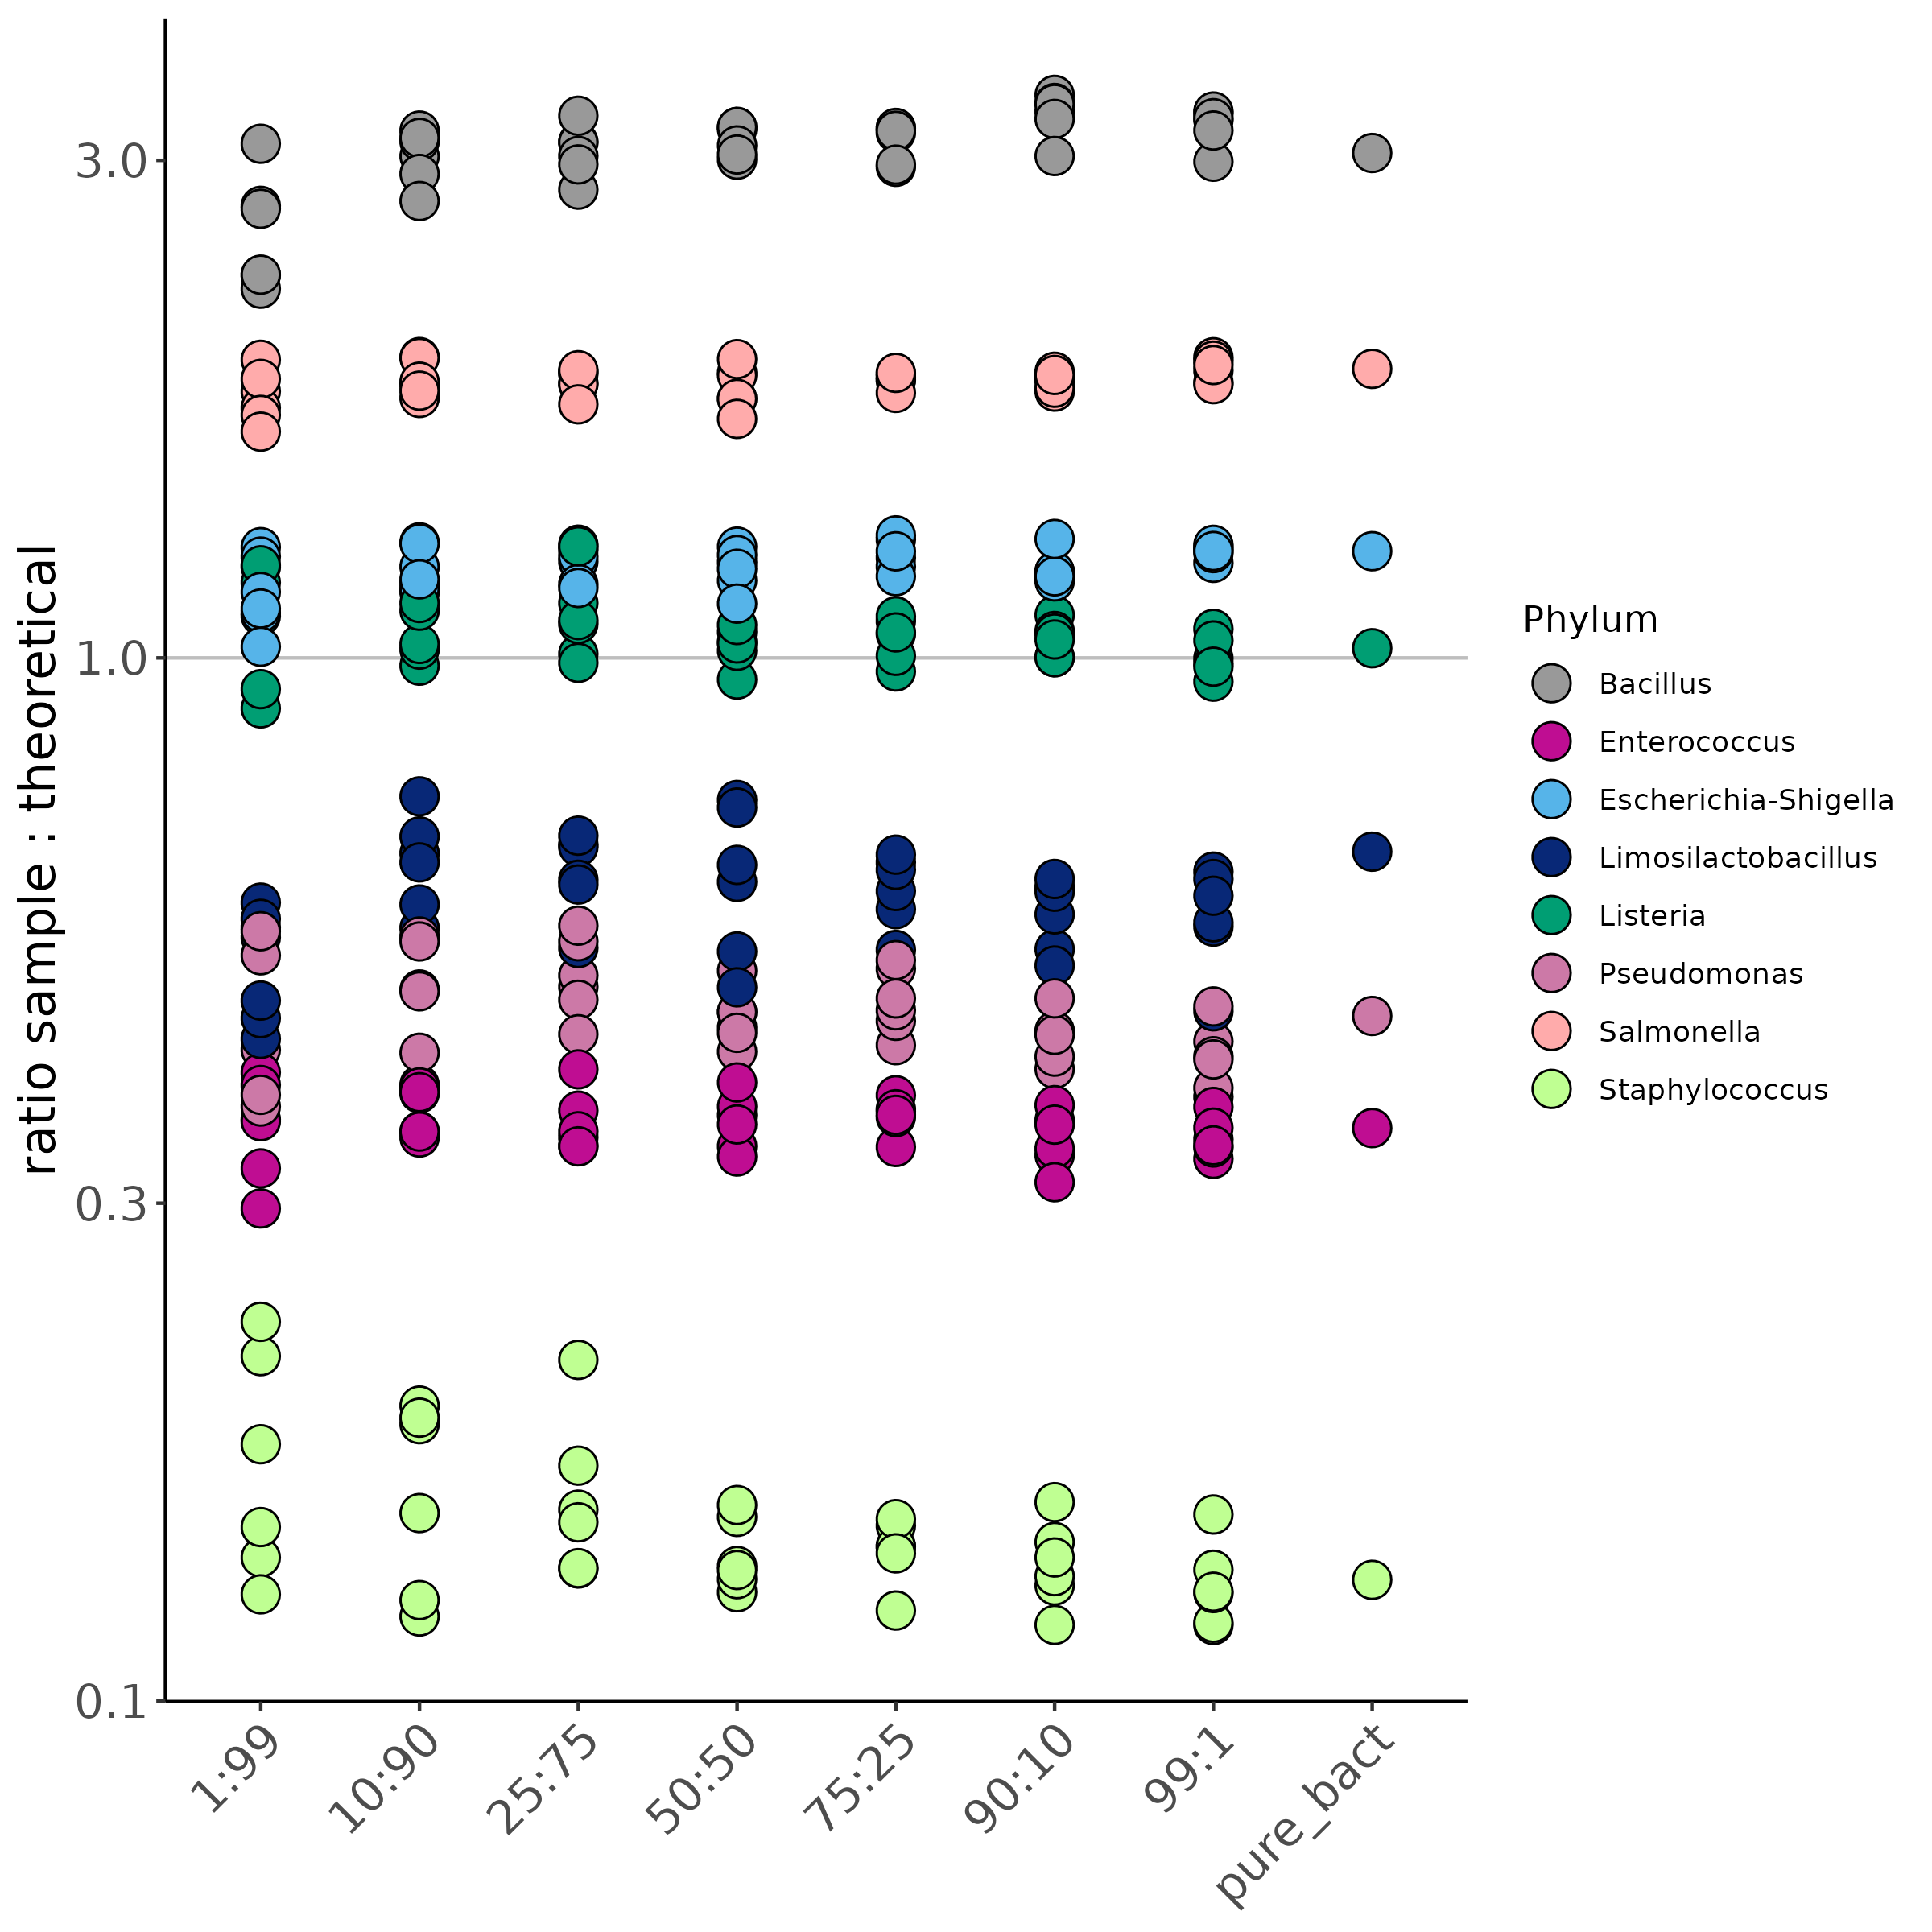 ratio sample : theoretical
3.0
1.0
0.3
0.1
1:99
10:90
25:75
50:50
75:25
90:10
99:1
pure_bact
Phylum
Bacillus
Enterococcus
Escherichia-Shigella
Limosilactobacillus
Listeria
Pseudomonas
Salmonella
Staphylococcus